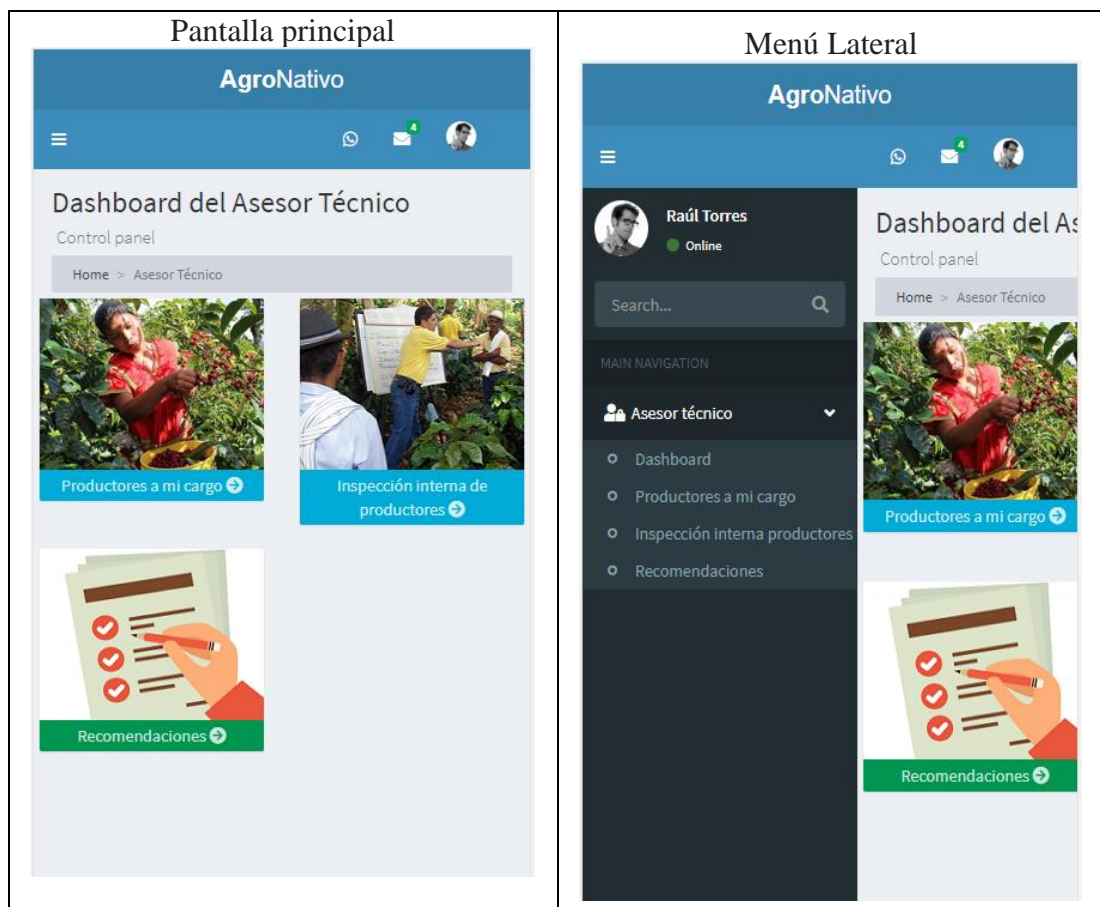 Pantalla principal
AgroNativo
4
Dashboard del Asesor Técnico
Control panel
Home > Asesor Técnico
Productores a mi cargo
Inspección interna de
productores
Recomendaciones
Menú Lateral
AgroNativo
4
Raúl Torres
Online
Search...
MAIN NAVIGATION
Asesor técnico
Dashboard
Productores a mi cargo
Inspección interna productores
Recomendaciones
Dashboard del As
Control panel
Home > Asesor Técnico
Productores a mi cargo
Recomendaciones